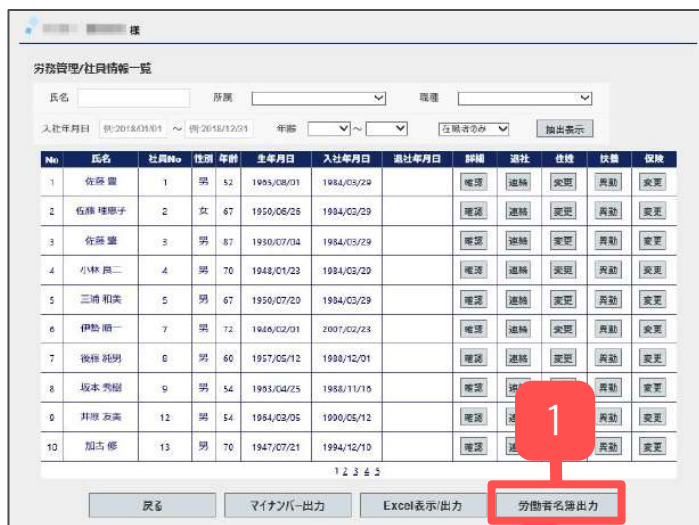 様
労務管理/社員情報一覧
氏名 所属 職種
入社年月日 例:2018/01/01 ～ 例:2018/12/31 年齢 ～ 在職者のみ 抽出表示
No 氏名 社員No 性別 年齢 生年月日 入社年月日 退社年月日 詳細 退社 住姓 扶養 保険
1 佐藤 豊 1 男 52 1965/08/01 1984/03/29 確認 連絡 変更 異動 変更
2 佐藤 理恵子 2 女 67 1950/06/26 1984/03/29 確認 連絡 変更 異動 変更
3 佐藤 肇 3 男 87 1930/07/04 1984/03/29 確認 連絡 変更 異動 変更
4 小林 良二 4 男 70 1948/01/23 1984/03/29 確認 連絡 変更 異動 変更
5 三浦 和美 5 男 67 1950/07/20 1984/03/29 確認 連絡 変更 異動 変更
6 伊勢 順一 7 男 72 1946/02/01 2007/02/23 確認 連絡 変更 異動 変更
7 後藤 純男 8 男 60 1957/05/12 1988/12/01 確認 連絡 変更 異動 変更
8 坂本 秀樹 9 男 54 1963/04/25 1988/11/16 確認 異動 変更
9 井原 友美 12 男 54 1964/03/05 1990/05/12 確認 異動 変更
10 加古 修 13 男 70 1947/07/21 1994/12/10 確認 異動 変更
1
1 2 3 4 5
戻る マイナンバー出力 Excel表示/出力 労働者名簿出力